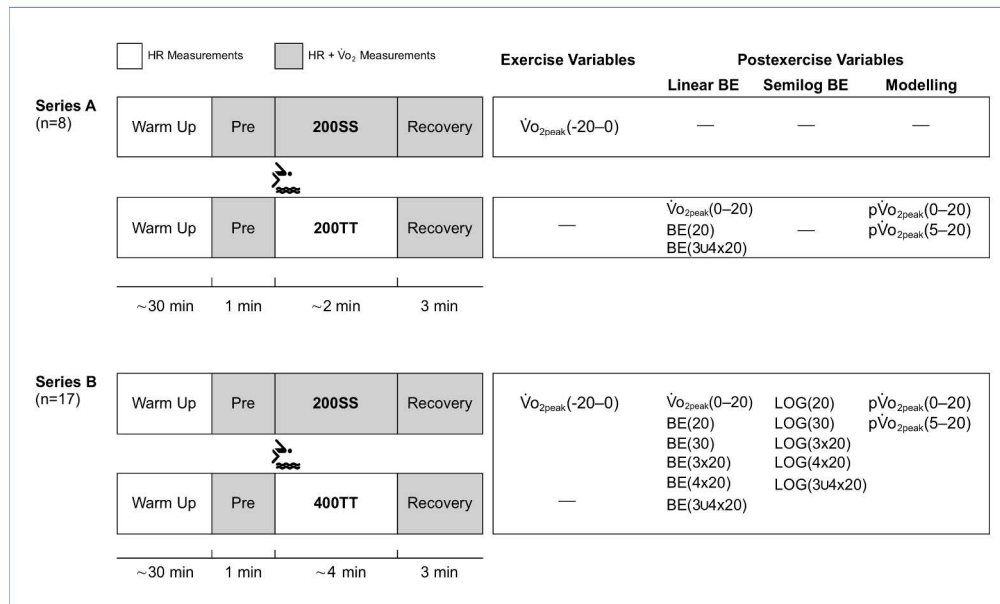 HR Measurements HR + V̇o₂ Measurements
Exercise Variables Postexercise Variables
Linear BE Semilog BE Modelling
Series A
(n=8)
Warm Up Pre 200SS Recovery
V̇o₂peak(-20–0) — — —
Warm Up Pre 200TT Recovery
— V̇o₂peak(0–20) — pV̇o₂peak(0–20)
BE(20) pV̇o₂peak(5–20)
BE(3∪4x20)
~30 min 1 min ~2 min 3 min
Series B
(n=17)
Warm Up Pre 200SS Recovery
V̇o₂peak(-20–0) V̇o₂peak(0–20) LOG(20) pV̇o₂peak(0–20)
BE(20) LOG(30) pV̇o₂peak(5–20)
BE(30) LOG(3x20)
BE(3x20) LOG(4x20)
BE(4x20) LOG(3∪4x20)
— BE(3∪4x20)
Warm Up Pre 400TT Recovery
~30 min 1 min ~4 min 3 min